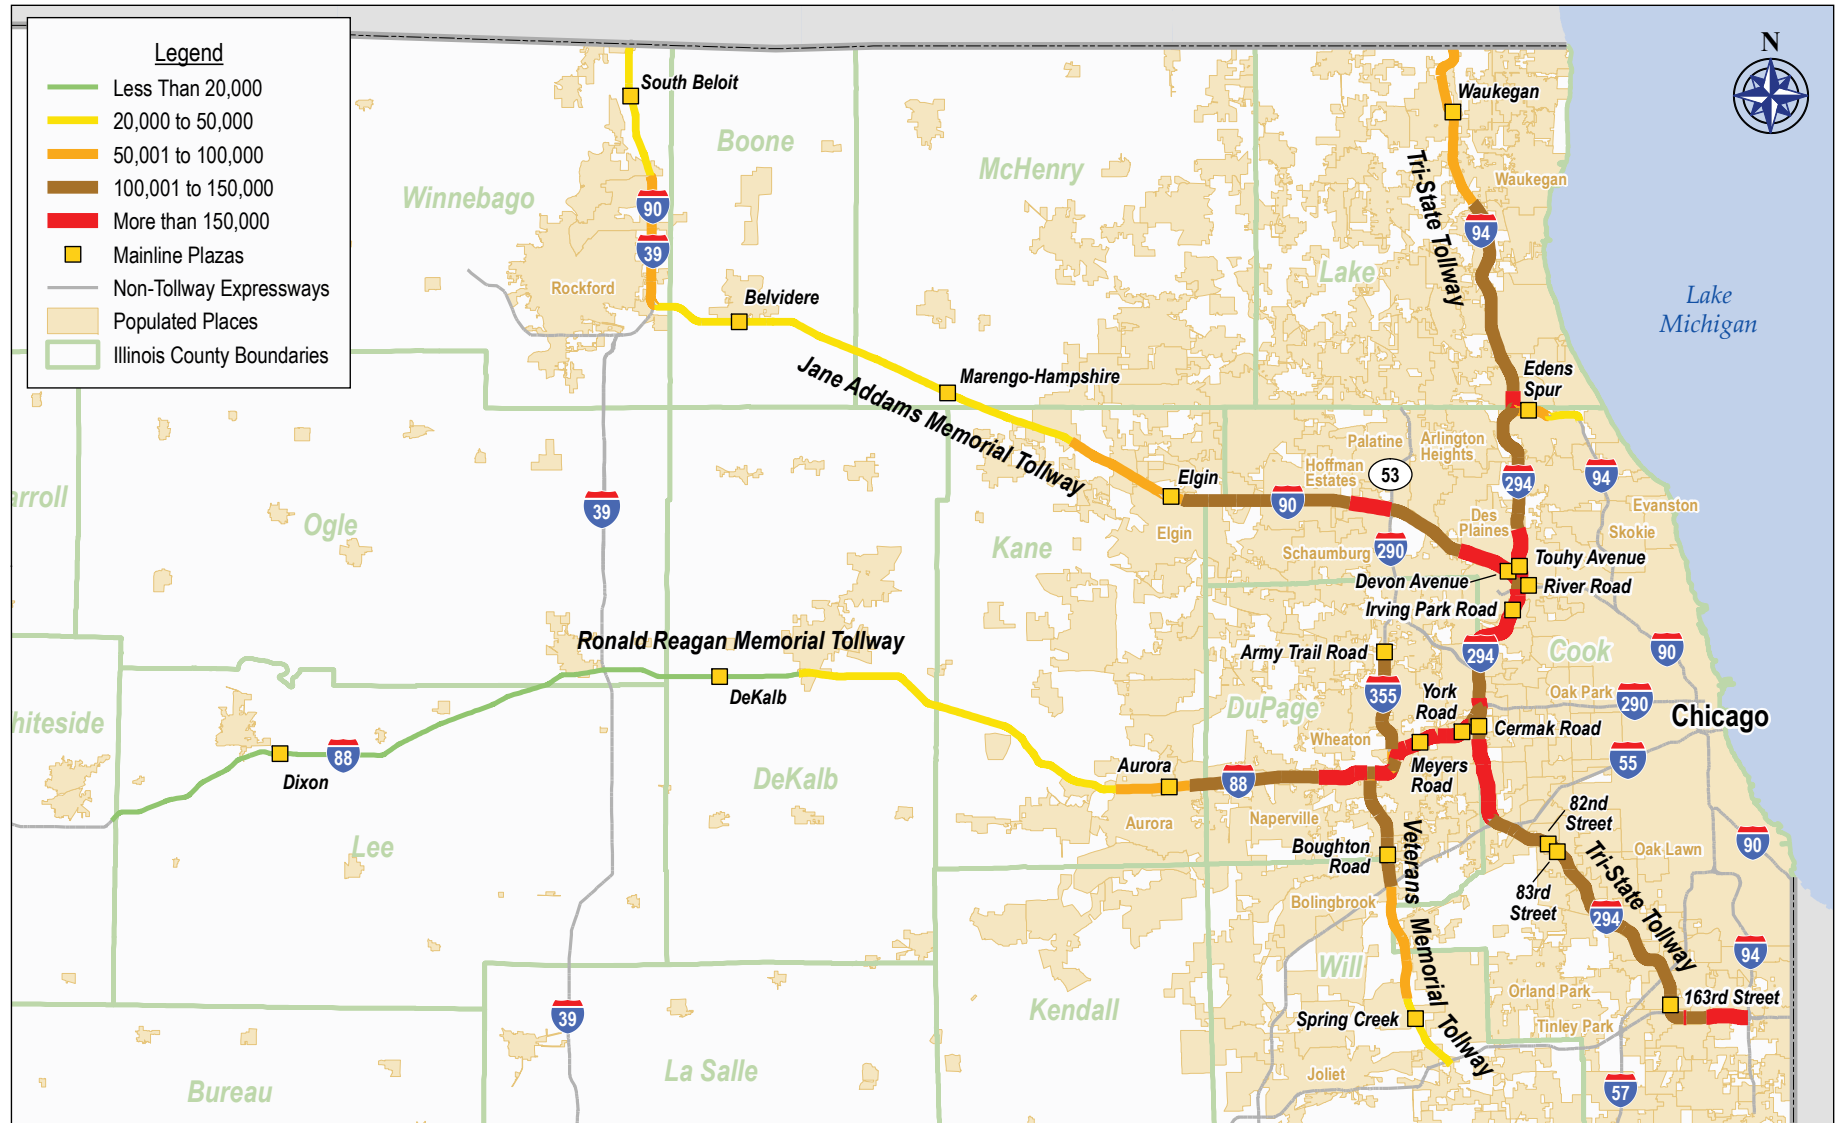 Legend
Less Than 20,000
20,000 to 50,000
50,001 to 100,000
100,001 to 150,000
More than 150,000
Mainline Plazas
Non-Tollway Expressways
Populated Places
Illinois County Boundaries
N
South Beloit
Waukegan
Boone
McHenry
Winnebago
Waukegan
90
Tri-State Tollway
94
39
Lake
Rockford
Belvidere
Lake
Michigan
Jane Addams Memorial Tollway
Marengo-Hampshire
Edens
Spur
Palatine
Arlington
Heights
Hoffman
Estates
53
Elgin
294
94
90
39
arroll
Ogle
Evanston
Des
Plaines
Skokie
Elgin
Kane
Schaumburg
290
Touhy Avenue
Devon Avenue
River Road
Irving Park Road
Ronald Reagan Memorial Tollway
Army Trail Road
294
Cook
90
DeKalb
355
York
Road
Oak Park
290
hiteside
DuPage
Chicago
Wheaton
Cermak Road
88
Dixon
Aurora
88
Meyers
Road
55
DeKalb
82nd
Street
Aurora
Naperville
Lee
Boughton
Road
Veterans Memorial Tollway
Tri-State Tollway
Oak Lawn
90
83rd
Street
Bolingbrook
294
94
Will
Orland Park
163rd Street
39
Kendall
Spring Creek
Tinley Park
La Salle
Joliet
Bureau
57